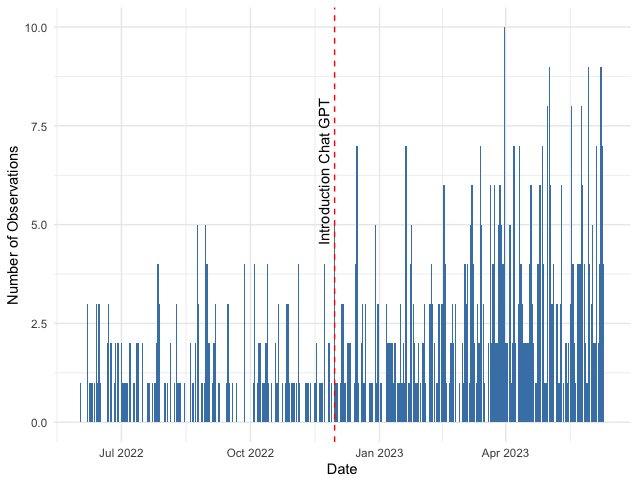 10.0
7.5
5.0
2.5
0.0
Number of Observations
Introduction Chat GPT
Jul 2022
Oct 2022
Jan 2023
Apr 2023
Date